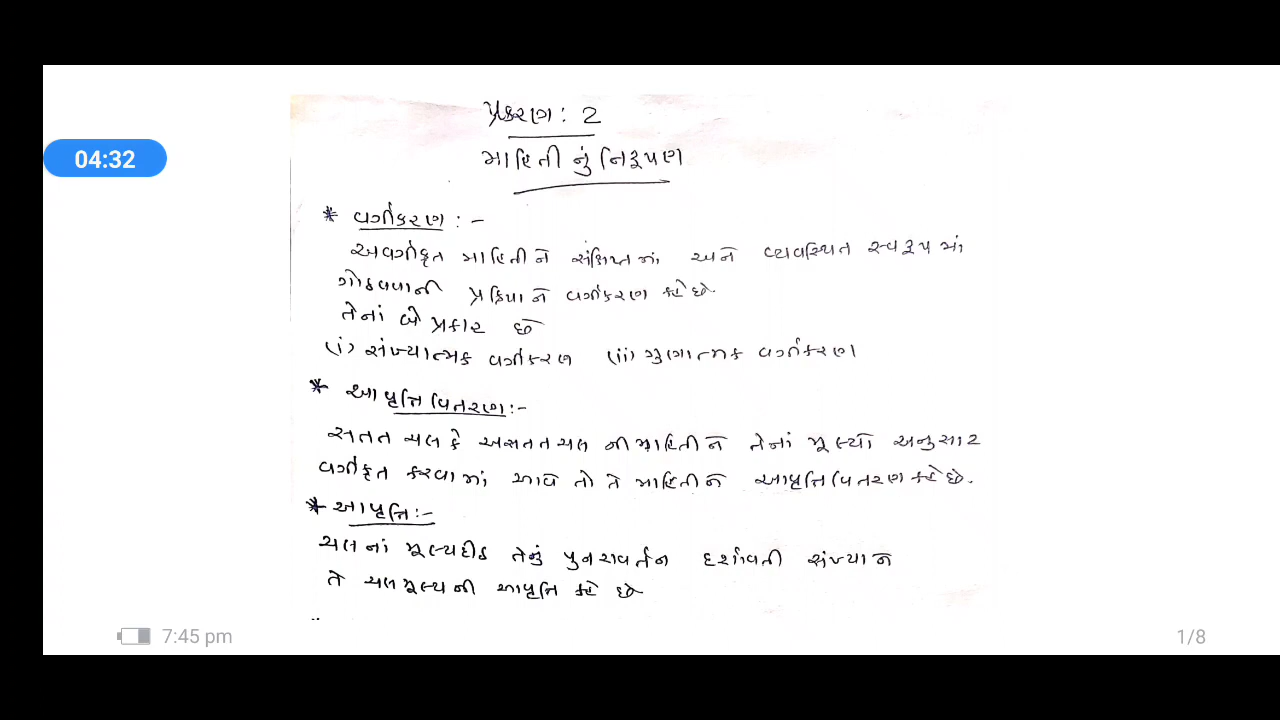 પ્રકરણ : 2
04:32
માહિતી નું નિરૂપણ
* વર્ગીકરણ : -
અવર્ગીકૃત માહિતીને સંક્ષિપ્તમાં અને વ્યવસ્થિત સ્વરૂપમાં
ગોઠવવાની પ્રક્રિયાને વર્ગીકરણ કહે છે.
તેનાં બે પ્રકાર છે
(i) સંખ્યાત્મક વર્ગીકરણ (ii) ગુણાત્મક વર્ગીકરણ
* આવૃત્તિ વિતરણ :-
સતત ચલ કે અસતત ચલ ની માહિતીને તેનાં મૂલ્યો અનુસાર
વર્ગીકૃત કરવામાં આવે તો તે માહિતીને આવૃત્તિ વિતરણ કહે છે.
* આવૃત્તિ :-
ચલનાં મૂલ્યદીઠ તેનું પુનરાવર્તન દર્શાવતી સંખ્યાને
તે ચલમૂલ્યની આવૃત્તિ કહે છે
7:45 pm
1/8